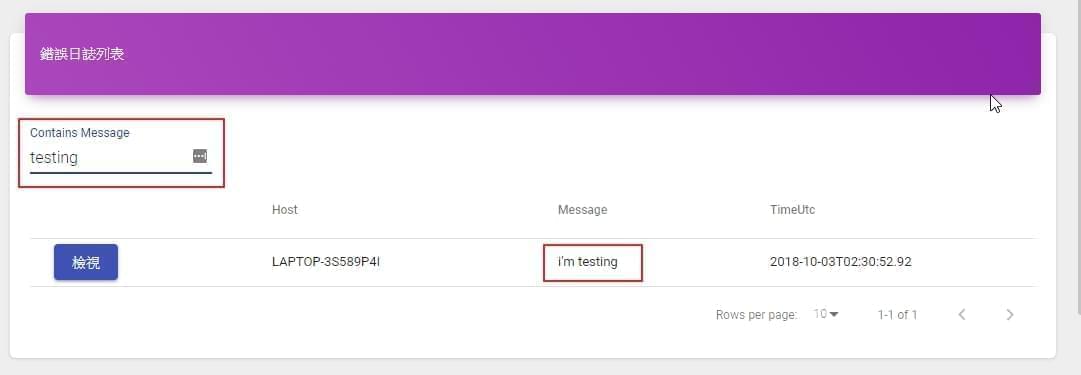 錯誤日誌列表
Contains Message
testing
Host Message TimeUtc
檢視 LAPTOP-3S589P4I i'm testing 2018-10-03T02:30:52.92
Rows per page: 10 1-1 of 1